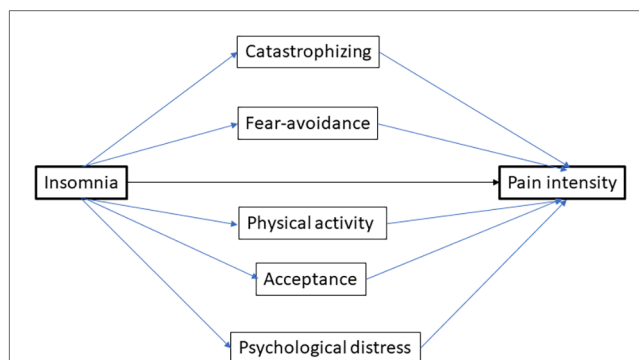 Catastrophizing
Fear-avoidance
Insomnia
Pain intensity
Physical activity
Acceptance
Psychological distress